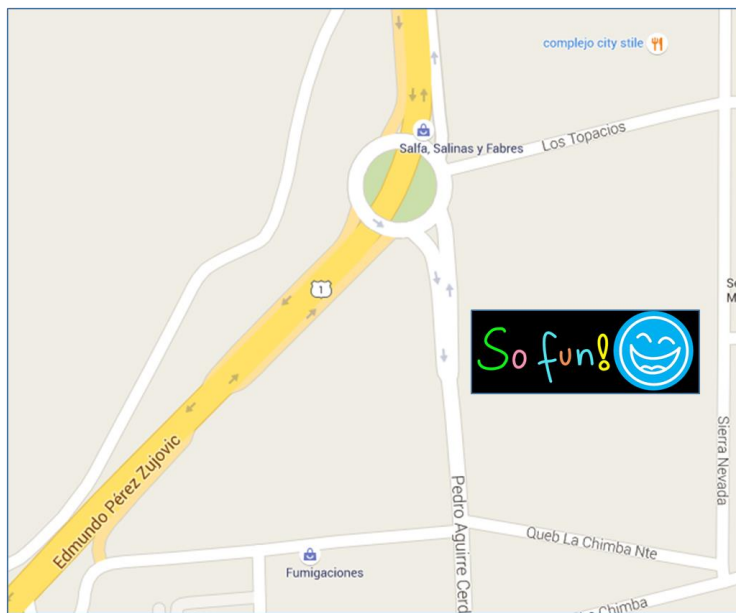 complejo city stile
Salfa, Salinas y Fabres
Los Topacios
1
So fun!
Sierra Nevada
Edmundo Pérez Zujovic
Pedro Aguirre Cerd
Queb La Chimba Nte
Fumigaciones
La Chimba